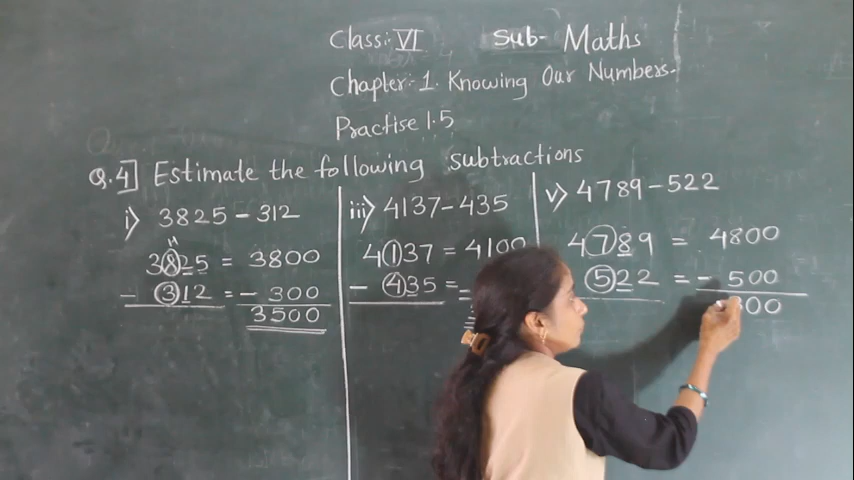 Class:- VI Sub- Maths
Chapter:- 1. Knowing Our Numbers.
Practise 1.5
Q.4] Estimate the following subtractions
i) 3825 - 312
3825 = 3800
- 312 = - 300
3500
iii) 4137 - 435
4137 = 4100
- 435 =
v) 4789 - 522
4789 = 4800
522 = - 500
00